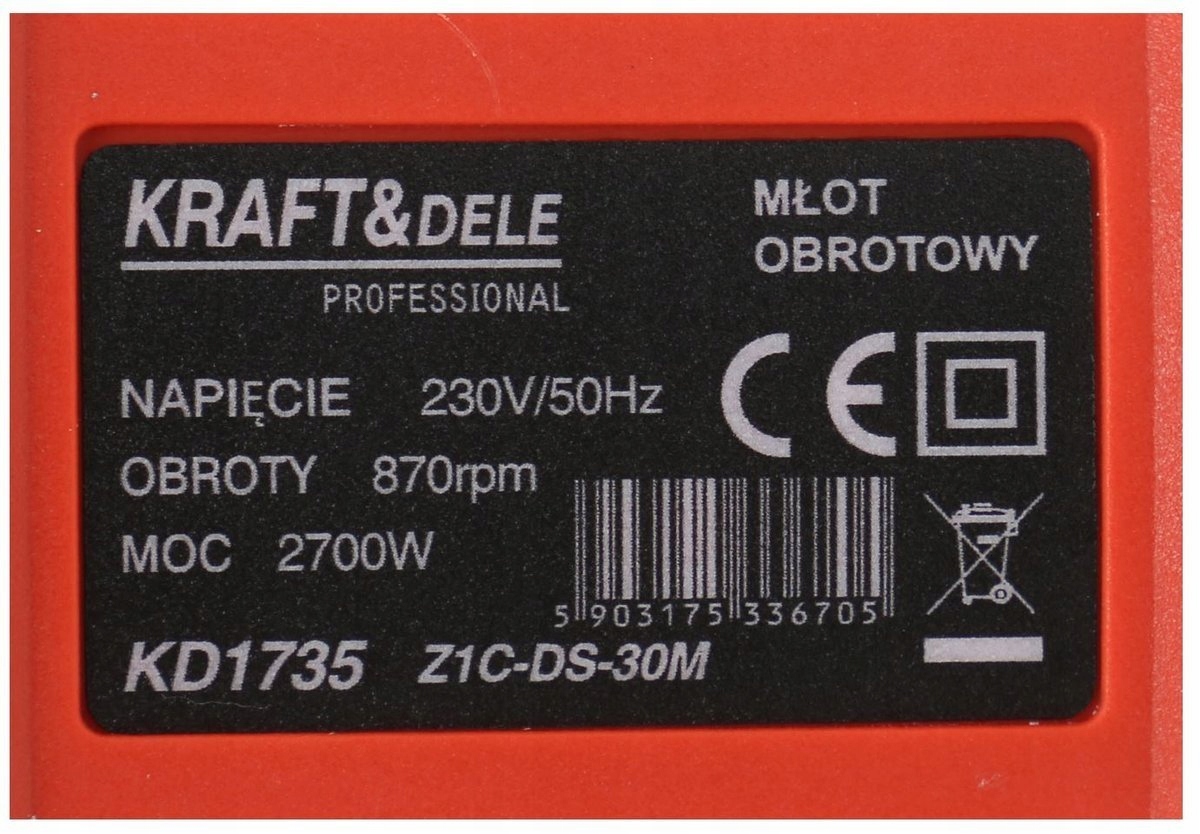 KRAFT&DELE
PROFESSIONAL
MŁOT
OBROTOWY
NAPIĘCIE 230V/50Hz
OBROTY 870rpm
MOC 2700W
CE
5 903175 336705
KD1735 Z1C-DS-30M